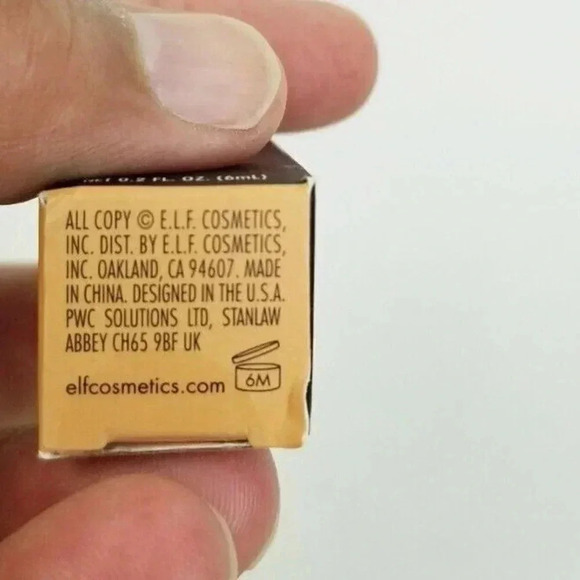 NET 0.2 FL. OZ. (6mL)
ALL COPY © E.L.F. COSMETICS,
INC. DIST. BY E.L.F. COSMETICS,
INC. OAKLAND, CA 94607. MADE
IN CHINA. DESIGNED IN THE U.S.A.
PWC SOLUTIONS LTD, STANLAW
ABBEY CH65 9BF UK
elfcosmetics.com
6M